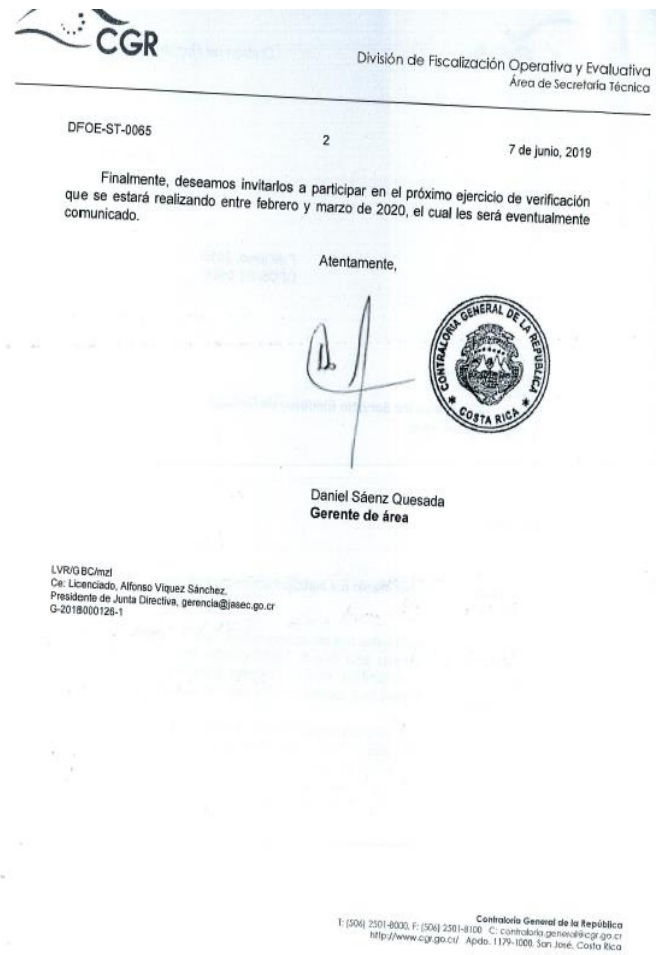 CGR
División de Fiscalización Operativa y Evaluativa
Área de Secretaría Técnica
DFOE-ST-0065
2
7 de junio, 2019
Finalmente, deseamos invitarlos a participar en el próximo ejercicio de verificación
que se estará realizando entre febrero y marzo de 2020, el cual les será eventualmente
comunicado.
Atentamente,
CONTRALORIA GENERAL DE LA REPUBLICA
COSTA RICA
Daniel Sáenz Quesada
Gerente de área
LVR/GBC/mzl
Ce: Licenciado, Alfonso Víquez Sánchez,
Presidente de Junta Directiva, gerencia@jasec.go.cr
G-2018000126-1
Contraloría General de la República
T: (506) 2501-8000, F: (506) 2501-8100 C: contraloria.general@cgr.go.cr
http://www.cgr.go.cr/ Apdo. 1179-1000, San José, Costa Rica